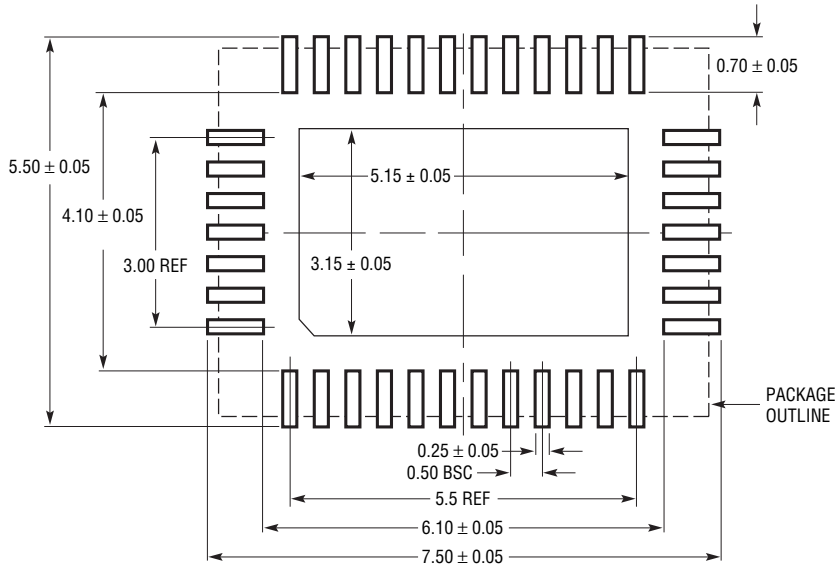 0.70 ± 0.05
5.50 ± 0.05
5.15 ± 0.05
4.10 ± 0.05
3.00 REF
3.15 ± 0.05
PACKAGE
OUTLINE
0.25 ± 0.05
0.50 BSC
5.5 REF
6.10 ± 0.05
7.50 ± 0.05